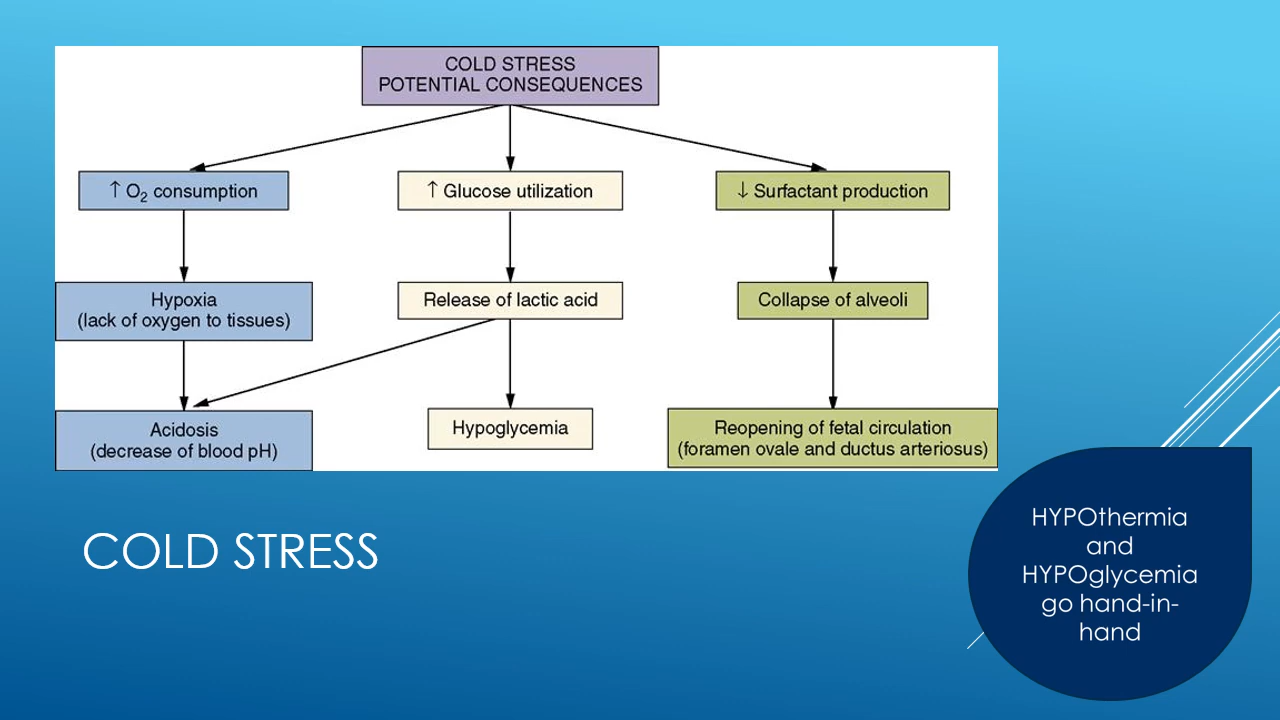 COLD STRESS
POTENTIAL CONSEQUENCES
↑ O₂ consumption
↑ Glucose utilization
↓ Surfactant production
Hypoxia
(lack of oxygen to tissues)
Release of lactic acid
Collapse of alveoli
Acidosis
(decrease of blood pH)
Hypoglycemia
Reopening of fetal circulation
(foramen ovale and ductus arteriosus)
COLD STRESS
HYPOthermia
and
HYPOglycemia
go hand-in-
hand